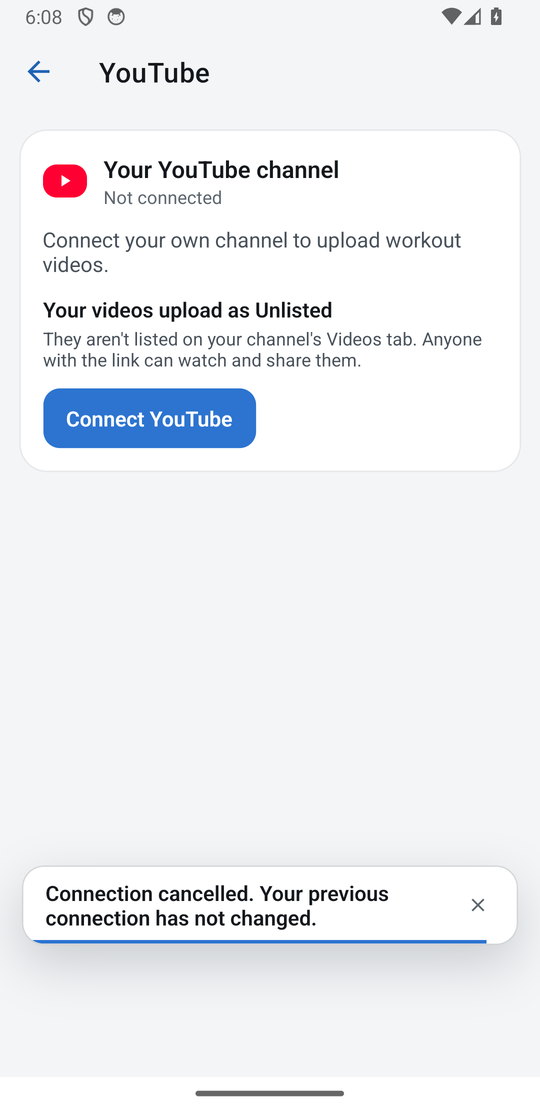 6:08
YouTube
Your YouTube channel
Not connected
Connect your own channel to upload workout
videos.
Your videos upload as Unlisted
They aren't listed on your channel's Videos tab. Anyone
with the link can watch and share them.
Connect YouTube
Connection cancelled. Your previous
connection has not changed.